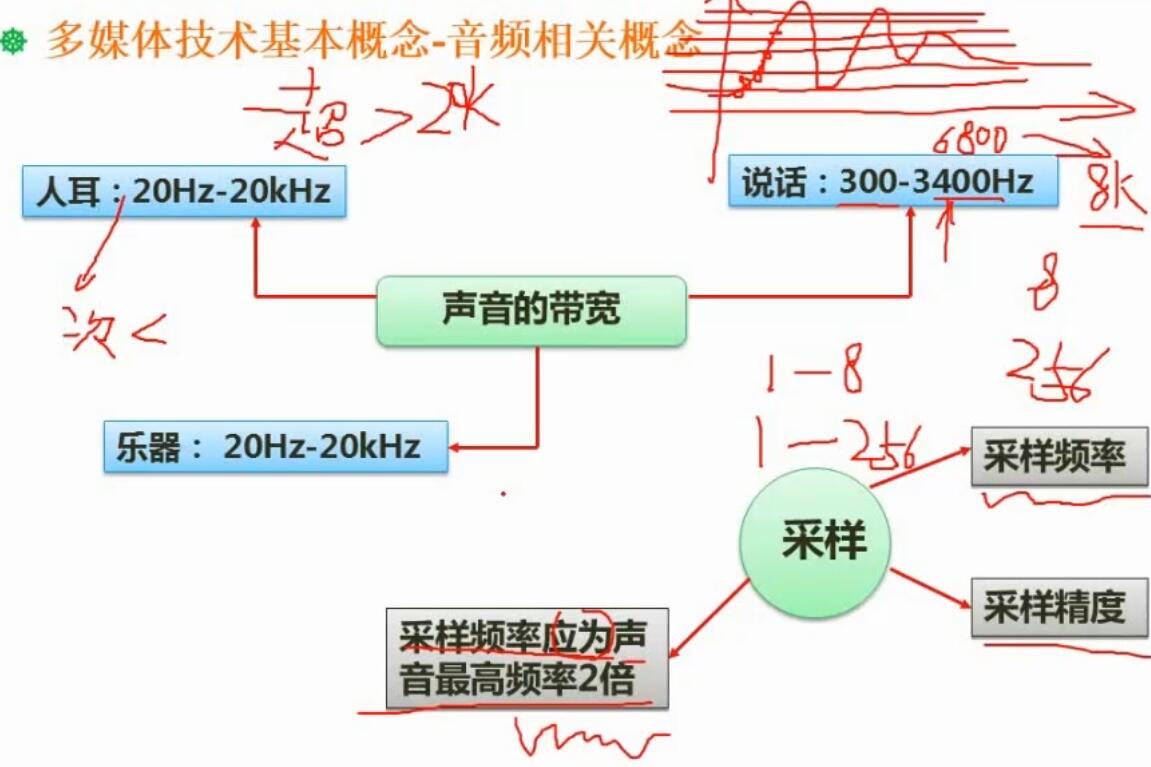 多媒体技术基本概念-音频相关概念
超 > 20K
6800
人耳：20Hz-20kHz
说话：300-3400Hz
8K
次 <
声音的带宽
8
1 — 8
256
乐器： 20Hz-20kHz
1 — 256
采样频率
采样
采样精度
采样频率应为声
音最高频率2倍